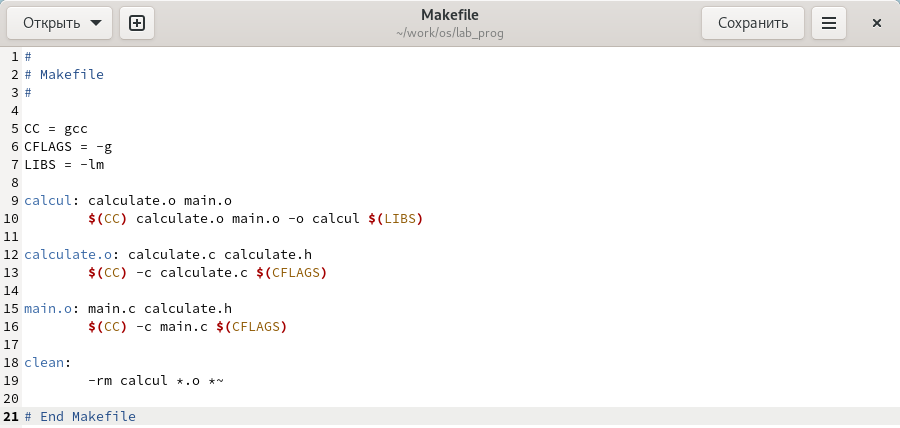 Открыть
Makefile
~/work/os/lab_prog
Сохранить
1 #
2 # Makefile
3 #
4
5 CC = gcc
6 CFLAGS = -g
7 LIBS = -lm
8
9 calcul: calculate.o main.o
10 $(CC) calculate.o main.o -o calcul $(LIBS)
11
12 calculate.o: calculate.c calculate.h
13 $(CC) -c calculate.c $(CFLAGS)
14
15 main.o: main.c calculate.h
16 $(CC) -c main.c $(CFLAGS)
17
18 clean:
19 -rm calcul *.o *~
20
21 # End Makefile